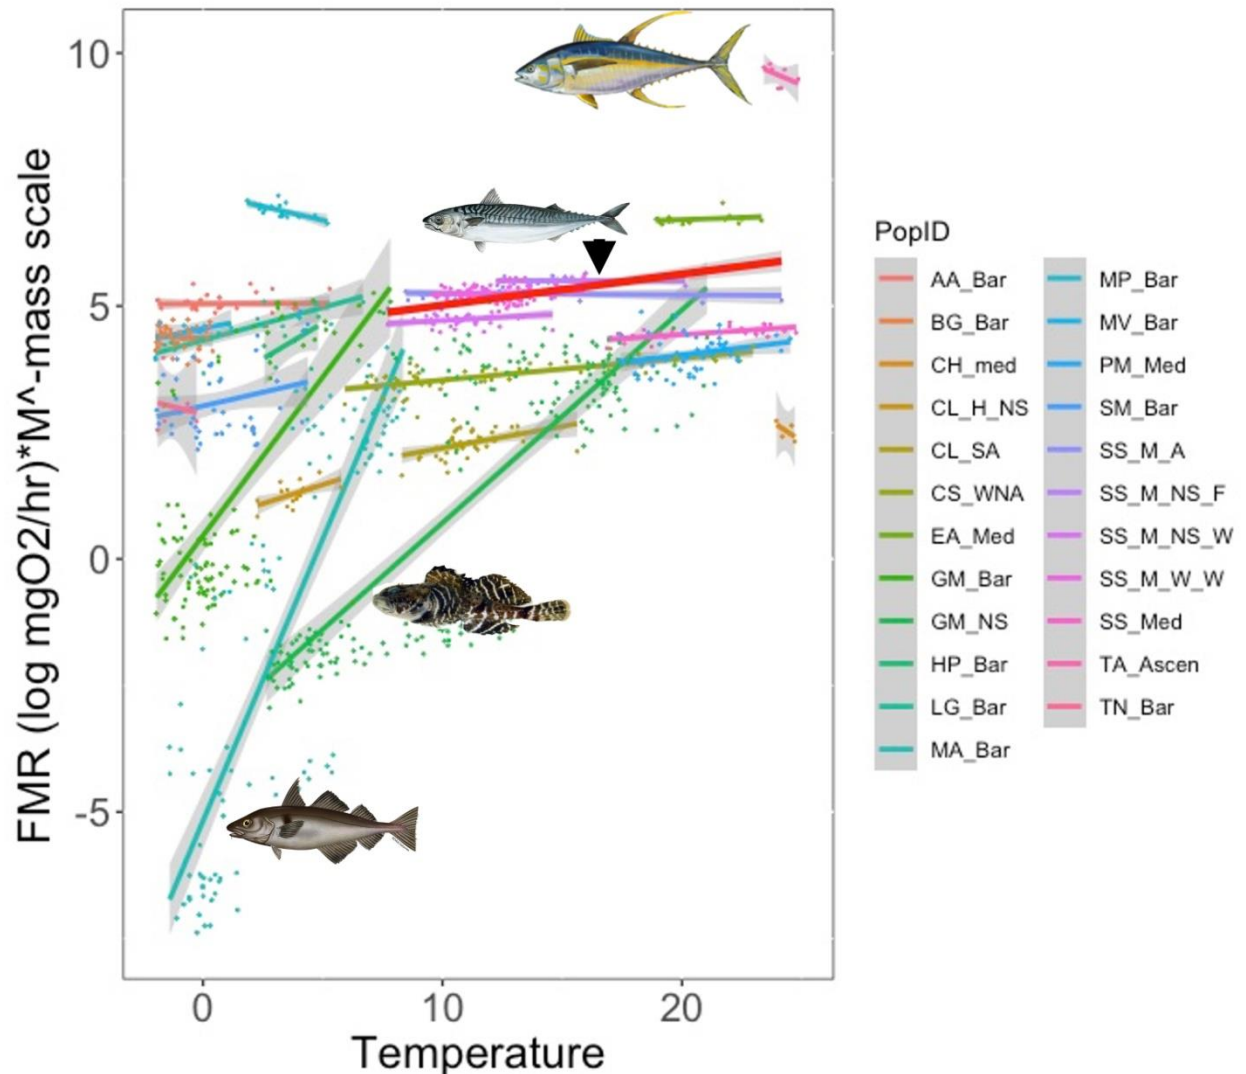 10
5
0
-5
FMR (log mgO2/hr)*M^-mass scale
0
10
20
Temperature
PopID
AA_Bar
BG_Bar
CH_med
CL_H_NS
CL_SA
CS_WNA
EA_Med
GM_Bar
GM_NS
HP_Bar
LG_Bar
MA_Bar
MP_Bar
MV_Bar
PM_Med
SM_Bar
SS_M_A
SS_M_NS_F
SS_M_NS_W
SS_M_W_W
SS_Med
TA_Ascen
TN_Bar